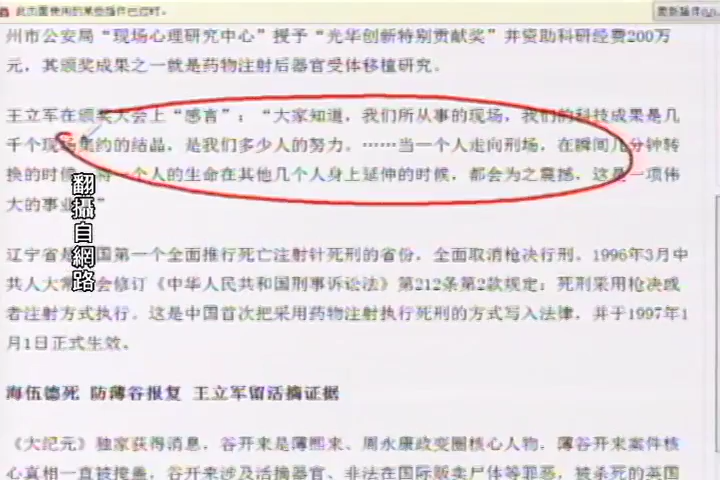 此页面使用的某些插件已过时。
更新插件(U)...
州市公安局“现场心理研究中心”授予“光华创新特别贡献奖”并资助科研经费200万
元，其颁奖成果之一就是药物注射后器官受体移植研究。
王立军在颁奖大会上“感言”：“大家知道，我们所从事的现场，我们的科技成果是几
千个现场集约的结晶，是我们多少人的努力。……当一个人走向刑场，在瞬间几分钟转
换的时候，将一个人的生命在其他几个人身上延伸的时候，都会为之震撼，这是一项伟
大的事业。”
辽宁省是中国第一个全面推行死亡注射针死刑的省份，全面取消枪决行刑。1996年3月中
共人大常委会修订《中华人民共和国刑事诉讼法》第212条第2款规定：死刑采用枪决或
者注射方式执行。这是中国首次把采用药物注射执行死刑的方式写入法律，并于1997年1
月1日正式生效。
海伍德死 防薄谷报复 王立军留活摘证据
《大纪元》独家获得消息，谷开来是薄熙来、周永康政变圈核心人物，薄谷开来案件核
心真相一直被掩盖，谷开来涉及活摘器官、非法在国际贩卖尸体等罪恶，被杀死的英国
翻攝自網路